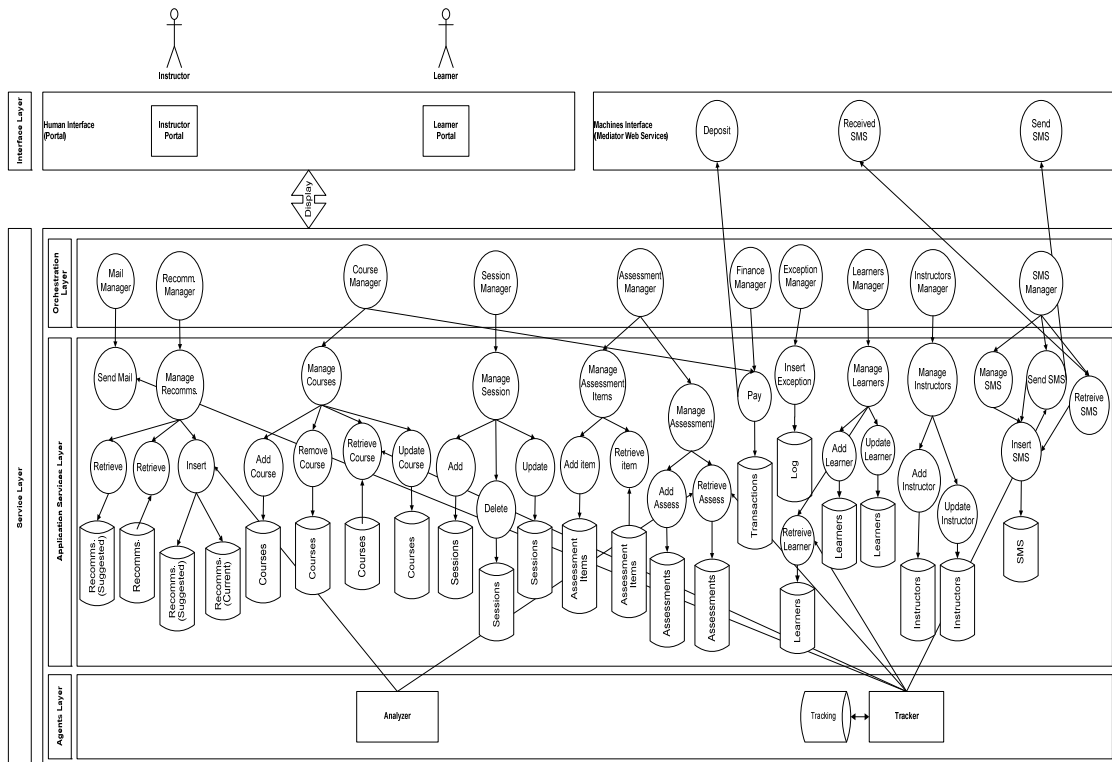 Instructor
Learner
Interface Layer
Human Interface
(Portal)
Instructor
Portal
Learner
Portal
Machines Interface
(Mediator Web Services)
Deposit
Received
SMS
Send
SMS
Display
Service Layer
Orchestration
Layer
Mail
Manager
Recomm.
Manager
Course
Manager
Session
Manager
Assessment
Manager
Finance
Manager
Exception
Manager
Learners
Manager
Instructors
Manager
SMS
Manager
Application Services Layer
Send Mail
Manage
Recomms.
Manage
Courses
Manage
Session
Manage
Assessment
Items
Manage
Assessment
Pay
Insert
Exception
Manage
Learners
Manage
Instructors
Manage
SMS
Send SMS
Retreive
SMS
Retrieve
Retrieve
Insert
Add
Course
Remove
Course
Retrieve
Course
Update
Course
Add
Delete
Update
Add item
Retrieve
item
Add
Assess
Retrieve
Assess
Add
Learner
Update
Learner
Retreive
Learner
Add
Instructor
Update
Instructor
Insert
SMS
Recomms.
(Suggested)
Recomms.
Recomms.
(Suggested)
Recomms.
(Current)
Courses
Courses
Courses
Courses
Sessions
Sessions
Sessions
Assessment
Items
Assessment
Items
Assessments
Assessments
Transactions
Log
Learners
Learners
Learners
Instructors
Instructors
SMS
Agents Layer
Analyzer
Tracking
Tracker